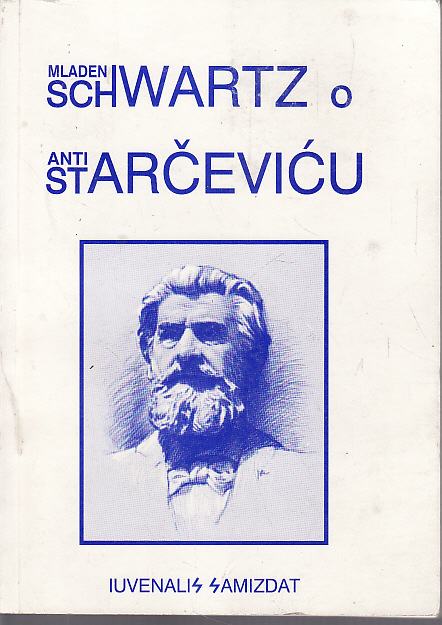 MLADEN
SCHWARTZ o
ANTI
STARČEVIĆU
IUVENALIS SAMIZDAT